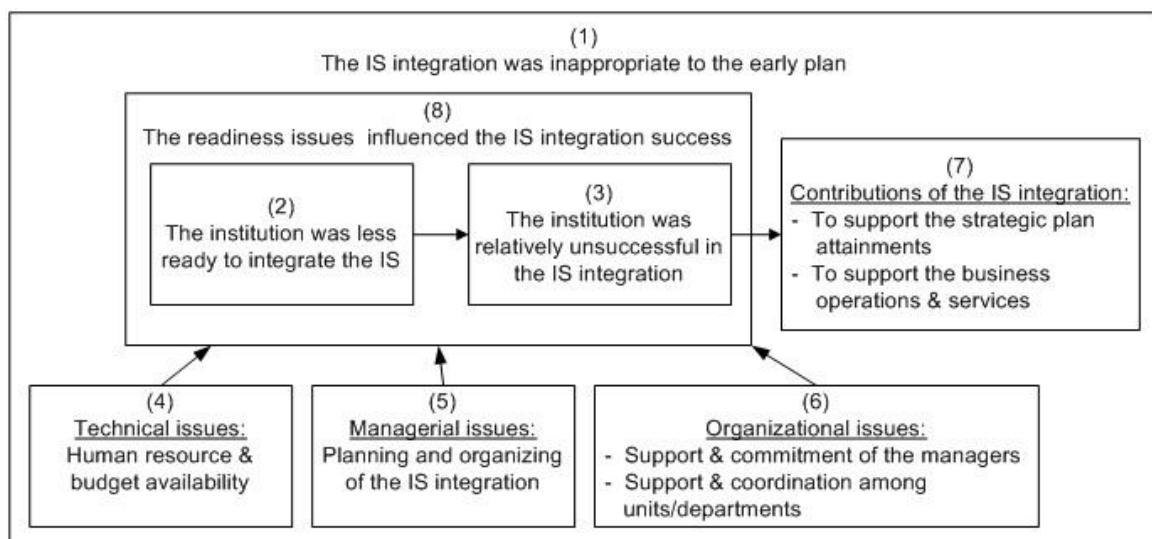 (1)
The IS integration was inappropriate to the early plan
(8)
The readiness issues influenced the IS integration success
(2)
The institution was less
ready to integrate the IS
(3)
The institution was
relatively unsuccessful in
the IS integration
(7)
Contributions of the IS integration:
- To support the strategic plan
attainments
- To support the business
operations & services
(4)
Technical issues:
Human resource &
budget availability
(5)
Managerial issues:
Planning and organizing
of the IS integration
(6)
Organizational issues:
- Support & commitment of the managers
- Support & coordination among
units/departments